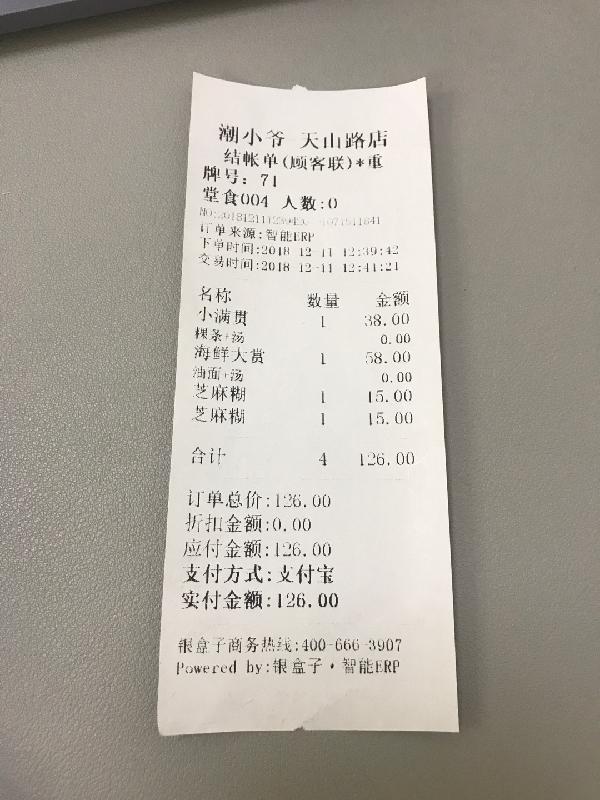 潮小爷 天山路店
结帐单(顾客联)*重
牌号: 71
堂食004 人数:0
订单来源:智能ERP
下单时间:2018-12-11 12:39:42
交易时间:2018-12-11 12:41:21
名称 数量 金额
小满贯 1 38.00
粿条+汤 0.00
海鲜大赏 1 58.00
油面+汤 0.00
芝麻糊 1 15.00
芝麻糊 1 15.00
合计 4 126.00
订单总价:126.00
折扣金额:0.00
应付金额:126.00
支付方式:支付宝
实付金额:126.00
银盒子商务热线:400-666-3907
Powered by:银盒子·智能ERP